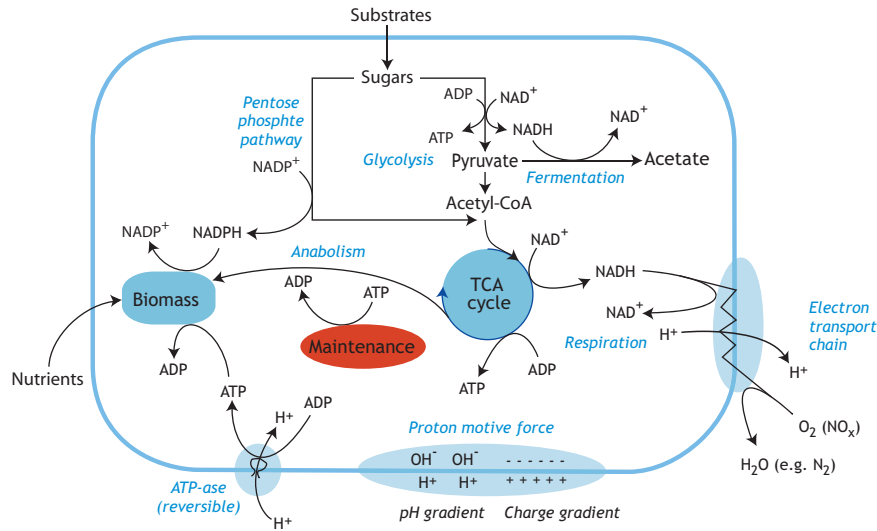 Substrates
Sugars
Pentose
phosphte
pathway
ADP
NAD+
ATP
NADH
NAD+
Glycolysis
Pyruvate
Fermentation
Acetate
NADP+
Acetyl-CoA
NADP+
NADPH
Anabolism
NAD+
TCA
cycle
NADH
NAD+
Biomass
ADP
ATP
Maintenance
Respiration
H+
Electron
transport
chain
H+
Nutrients
ADP
ATP
ATP
ADP
H+
ADP
O2 (NOx)
H2O (e.g. N2)
Proton motive force
OH- OH- - - - - - -
H+ H+ + + + + +
ATP-ase
(reversible)
H+
pH gradient Charge gradient